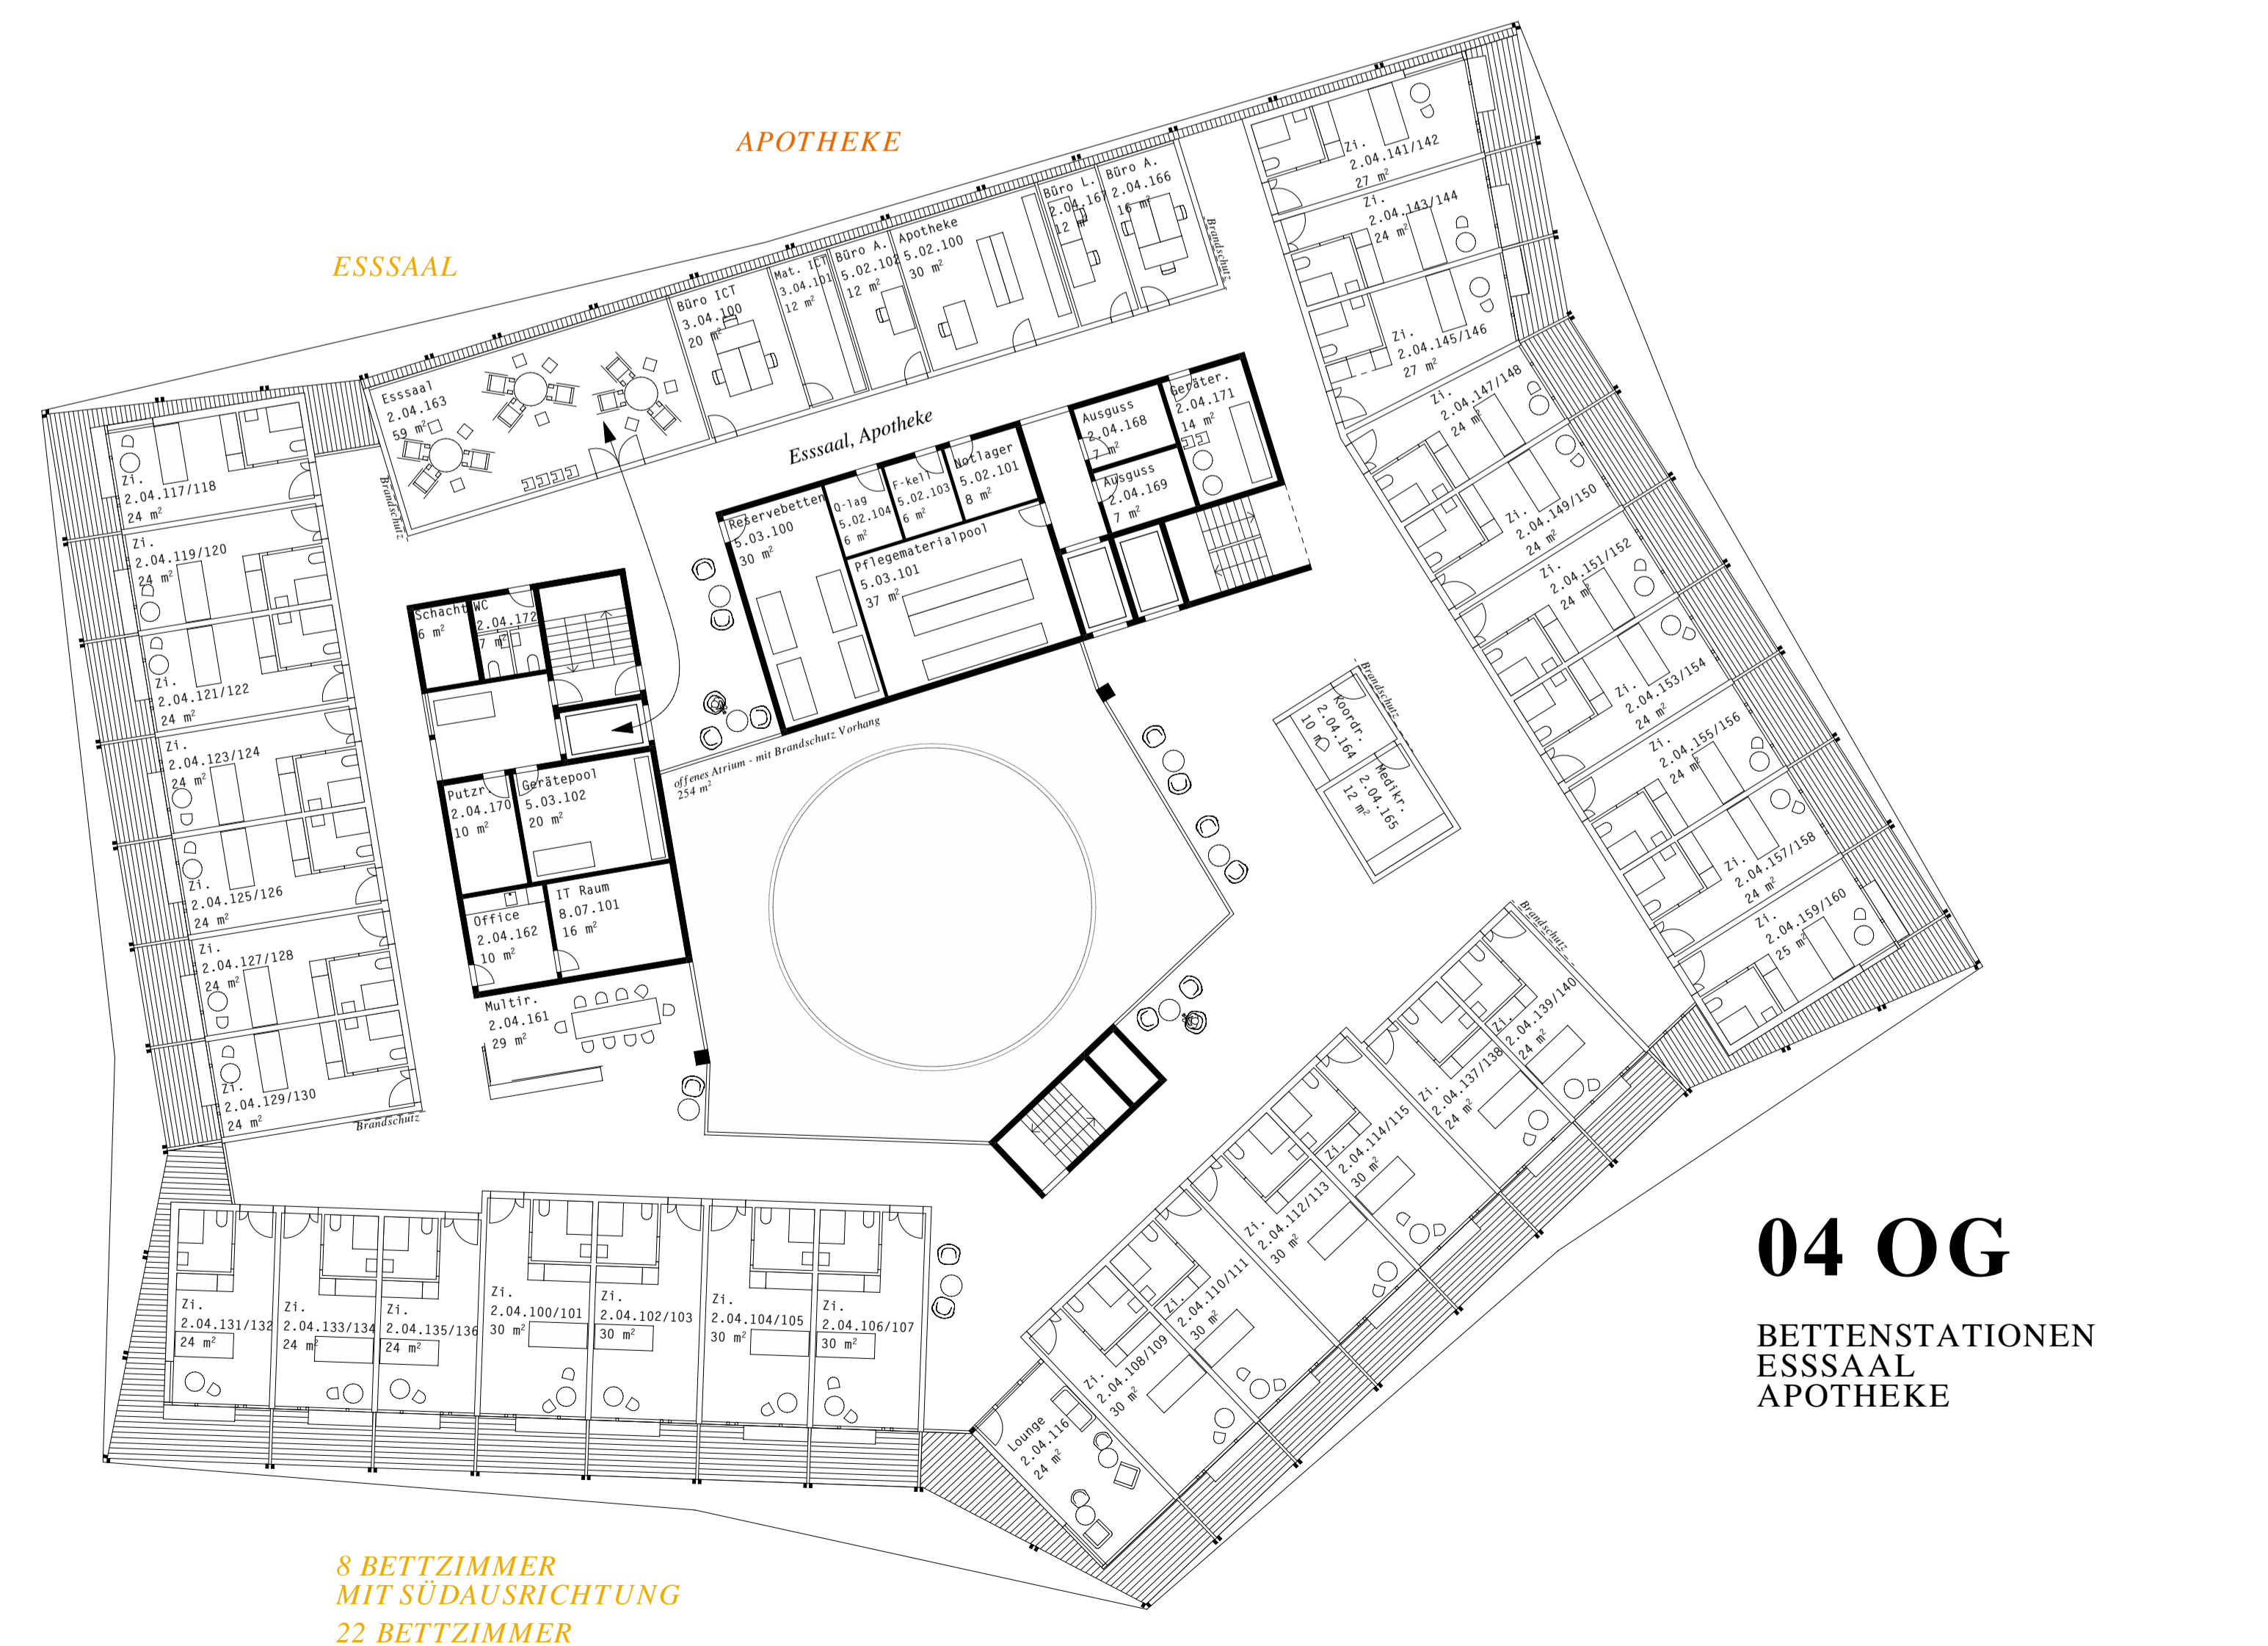 APOTHEKE
ESSSAAL
Esssaal
2.04.163
59 m²
Büro ICT
3.04.100
20 m²
Mat. ICT
3.04.101
12 m²
Büro A.
5.02.102
12 m²
Apotheke
5.02.100
30 m²
Büro L.
2.04.167
12 m²
Büro A.
2.04.166
16 m²
Brandschutz
Brandschutz
Esssaal, Apotheke
Zi.
2.04.141/142
27 m²
Zi.
2.04.143/144
24 m²
Zi.
2.04.145/146
27 m²
Zi.
2.04.147/148
24 m²
Zi.
2.04.149/150
24 m²
Zi.
2.04.151/152
24 m²
Zi.
2.04.153/154
24 m²
Zi.
2.04.155/156
24 m²
Zi.
2.04.157/158
24 m²
Zi.
2.04.159/160
25 m²
Zi.
2.04.117/118
24 m²
Zi.
2.04.119/120
24 m²
Zi.
2.04.121/122
24 m²
Zi.
2.04.123/124
24 m²
Zi.
2.04.125/126
24 m²
Zi.
2.04.127/128
24 m²
Zi.
2.04.129/130
24 m²
Brandschutz
Reservebetten
5.03.100
30 m²
Q-lag
5.02.104
6 m²
F-kell
5.02.103
6 m²
Notlager
5.02.101
8 m²
Pflegematerialpool
5.03.101
37 m²
Ausguss
2.04.168
7 m²
Ausguss
2.04.169
7 m²
Geräter.
2.04.171
14 m²
Schacht
6 m²
WC
2.04.172
7 m²
Putzr.
2.04.170
10 m²
Gerätepool
5.03.102
20 m²
Office
2.04.162
10 m²
IT Raum
8.07.101
16 m²
Multir.
2.04.161
29 m²
offenes Atrium - mit Brandschutz Vorhang
254 m²
Koordr.
2.04.164
10 m²
Medikr.
2.04.165
12 m²
Brandschutz
Brandschutz
Zi.
2.04.139/140
24 m²
Zi.
2.04.137/138
24 m²
Zi.
2.04.114/115
30 m²
Zi.
2.04.112/113
30 m²
Zi.
2.04.110/111
30 m²
Zi.
2.04.108/109
30 m²
Lounge
2.04.116
24 m²
Zi.
2.04.131/132
24 m²
Zi.
2.04.133/134
24 m²
Zi.
2.04.135/136
24 m²
Zi.
2.04.100/101
30 m²
Zi.
2.04.102/103
30 m²
Zi.
2.04.104/105
30 m²
Zi.
2.04.106/107
30 m²
04 OG
BETTENSTATIONEN
ESSSAAL
APOTHEKE
8 BETTZIMMER
MIT SÜDAUSRICHTUNG
22 BETTZIMMER